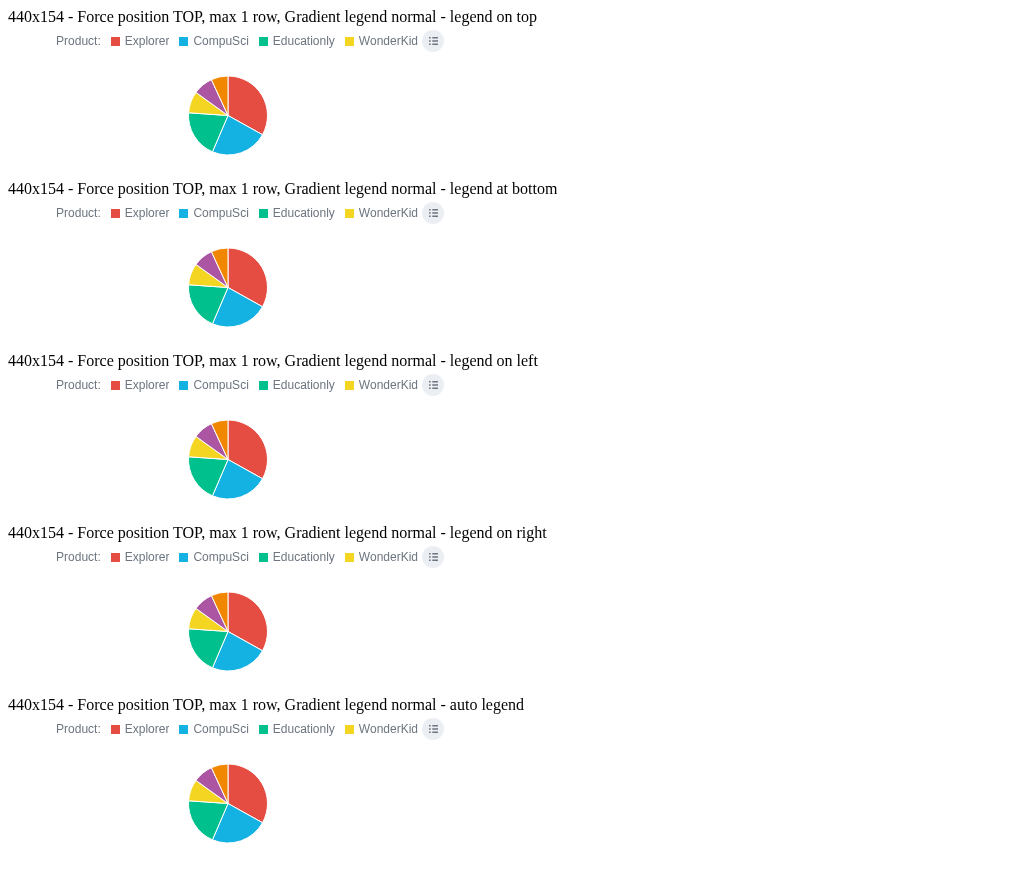 440x154 - Force position TOP, max 1 row, Gradient legend normal - legend on top
Product: Explorer CompuSci Educationly WonderKid
440x154 - Force position TOP, max 1 row, Gradient legend normal - legend at bottom
Product: Explorer CompuSci Educationly WonderKid
440x154 - Force position TOP, max 1 row, Gradient legend normal - legend on left
Product: Explorer CompuSci Educationly WonderKid
440x154 - Force position TOP, max 1 row, Gradient legend normal - legend on right
Product: Explorer CompuSci Educationly WonderKid
440x154 - Force position TOP, max 1 row, Gradient legend normal - auto legend
Product: Explorer CompuSci Educationly WonderKid